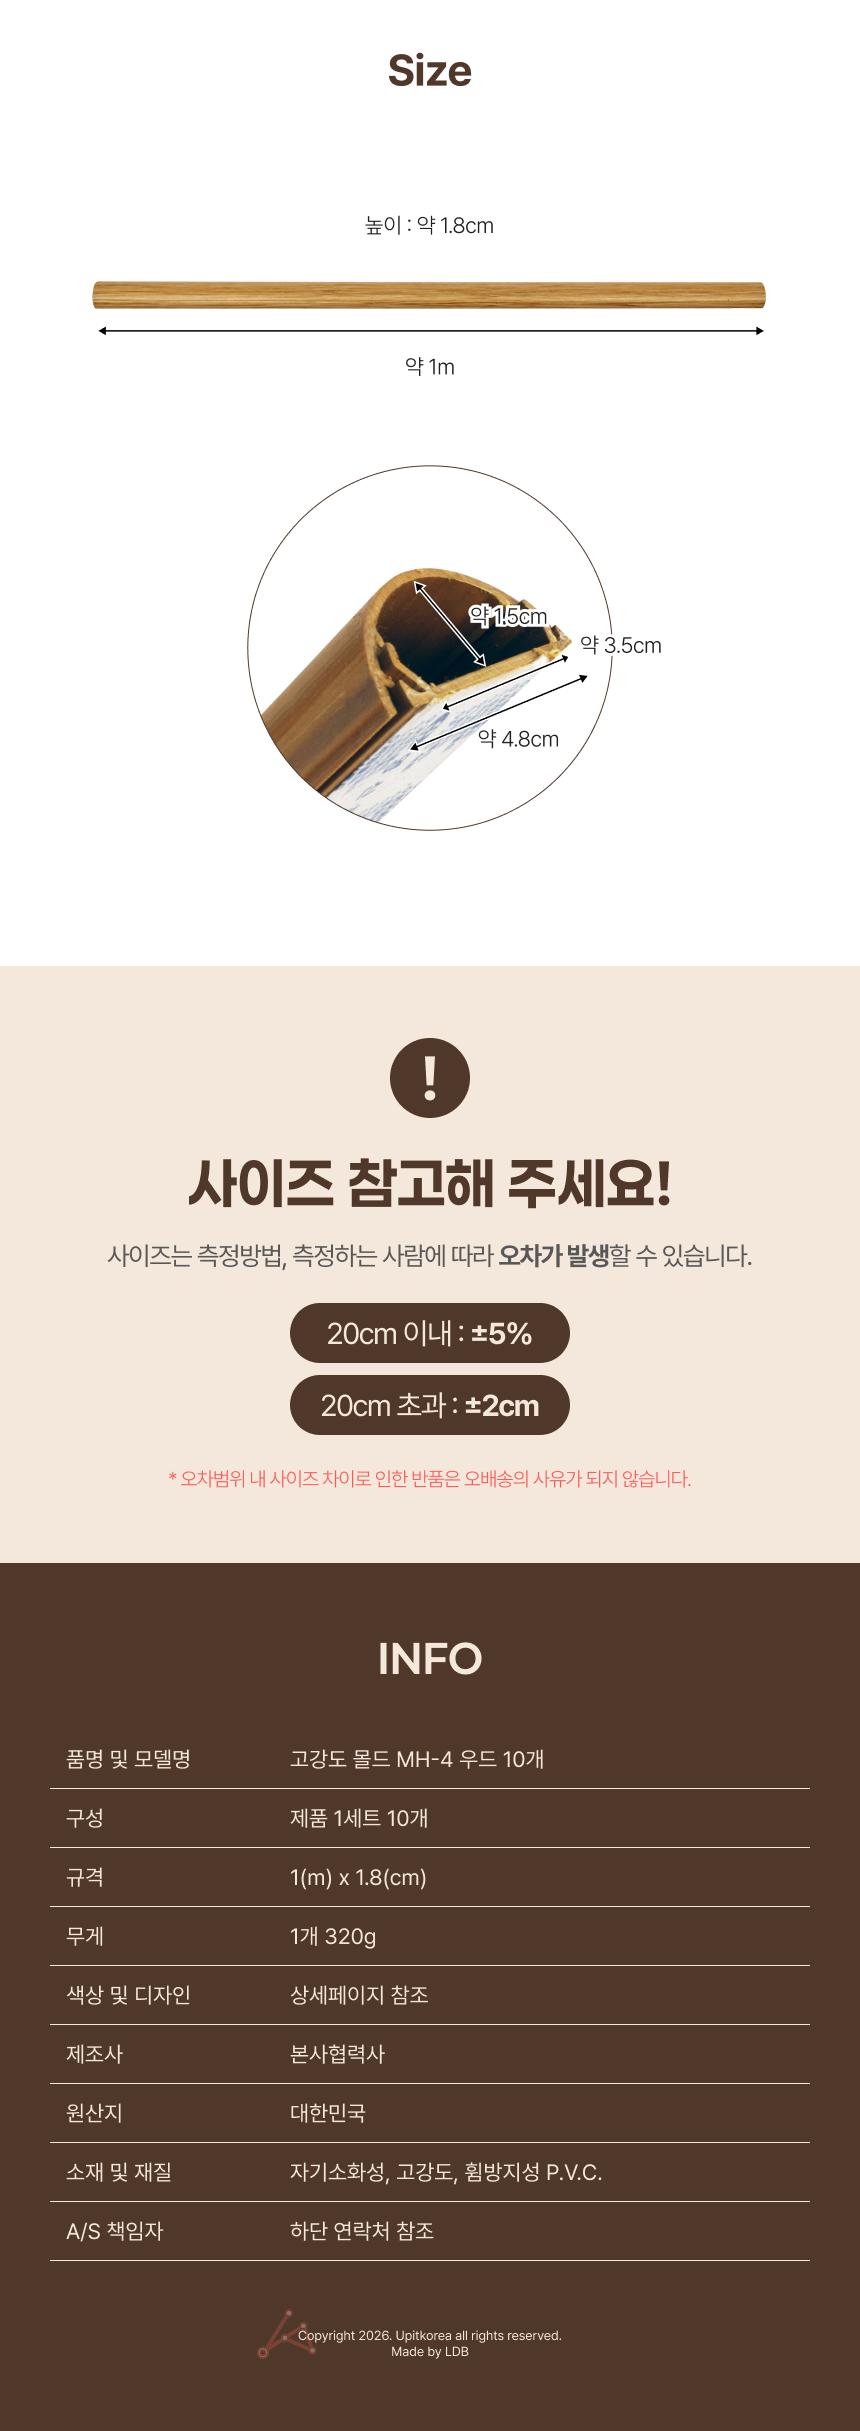 Size
높이 : 약 1.8cm
약 1m
약 1.5cm
약 3.5cm
약 4.8cm
!
사이즈 참고해 주세요!
사이즈는 측정방법, 측정하는 사람에 따라 오차가 발생할 수 있습니다.
20cm 이내 : ±5%
20cm 초과 : ±2cm
* 오차범위 내 사이즈 차이로 인한 반품은 오배송의 사유가 되지 않습니다.
INFO
품명 및 모델명 고강도 몰드 MH-4 우드 10개
구성 제품 1세트 10개
규격 1(m) x 1.8(cm)
무게 1개 320g
색상 및 디자인 상세페이지 참조
제조사 본사협력사
원산지 대한민국
소재 및 재질 자기소화성, 고강도, 휨방지성 P.V.C.
A/S 책임자 하단 연락처 참조
Copyright 2026. Upitkorea all rights reserved.
Made by LDB